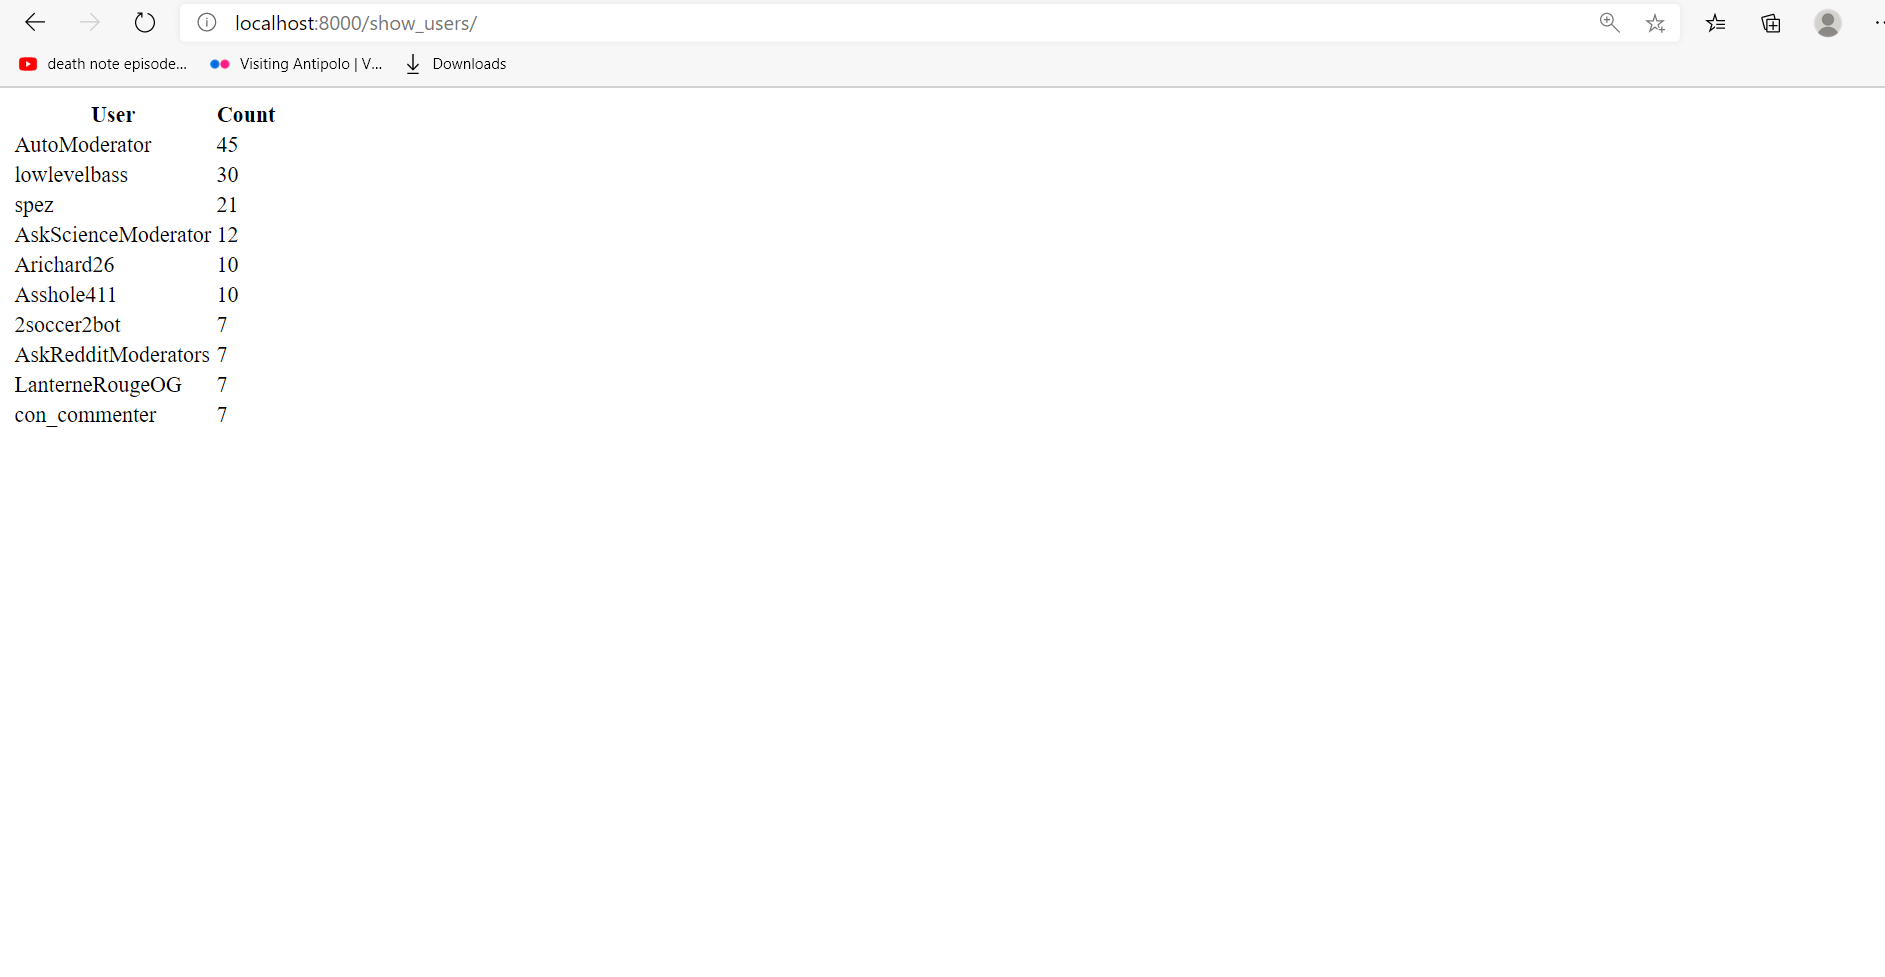 localhost:8000/show_users/
death note episode... Visiting Antipolo | V... Downloads
User Count
AutoModerator 45
lowlevelbass 30
spez 21
AskScienceModerator 12
Arichard26 10
Asshole411 10
2soccer2bot 7
AskRedditModerators 7
LanterneRougeOG 7
con_commenter 7